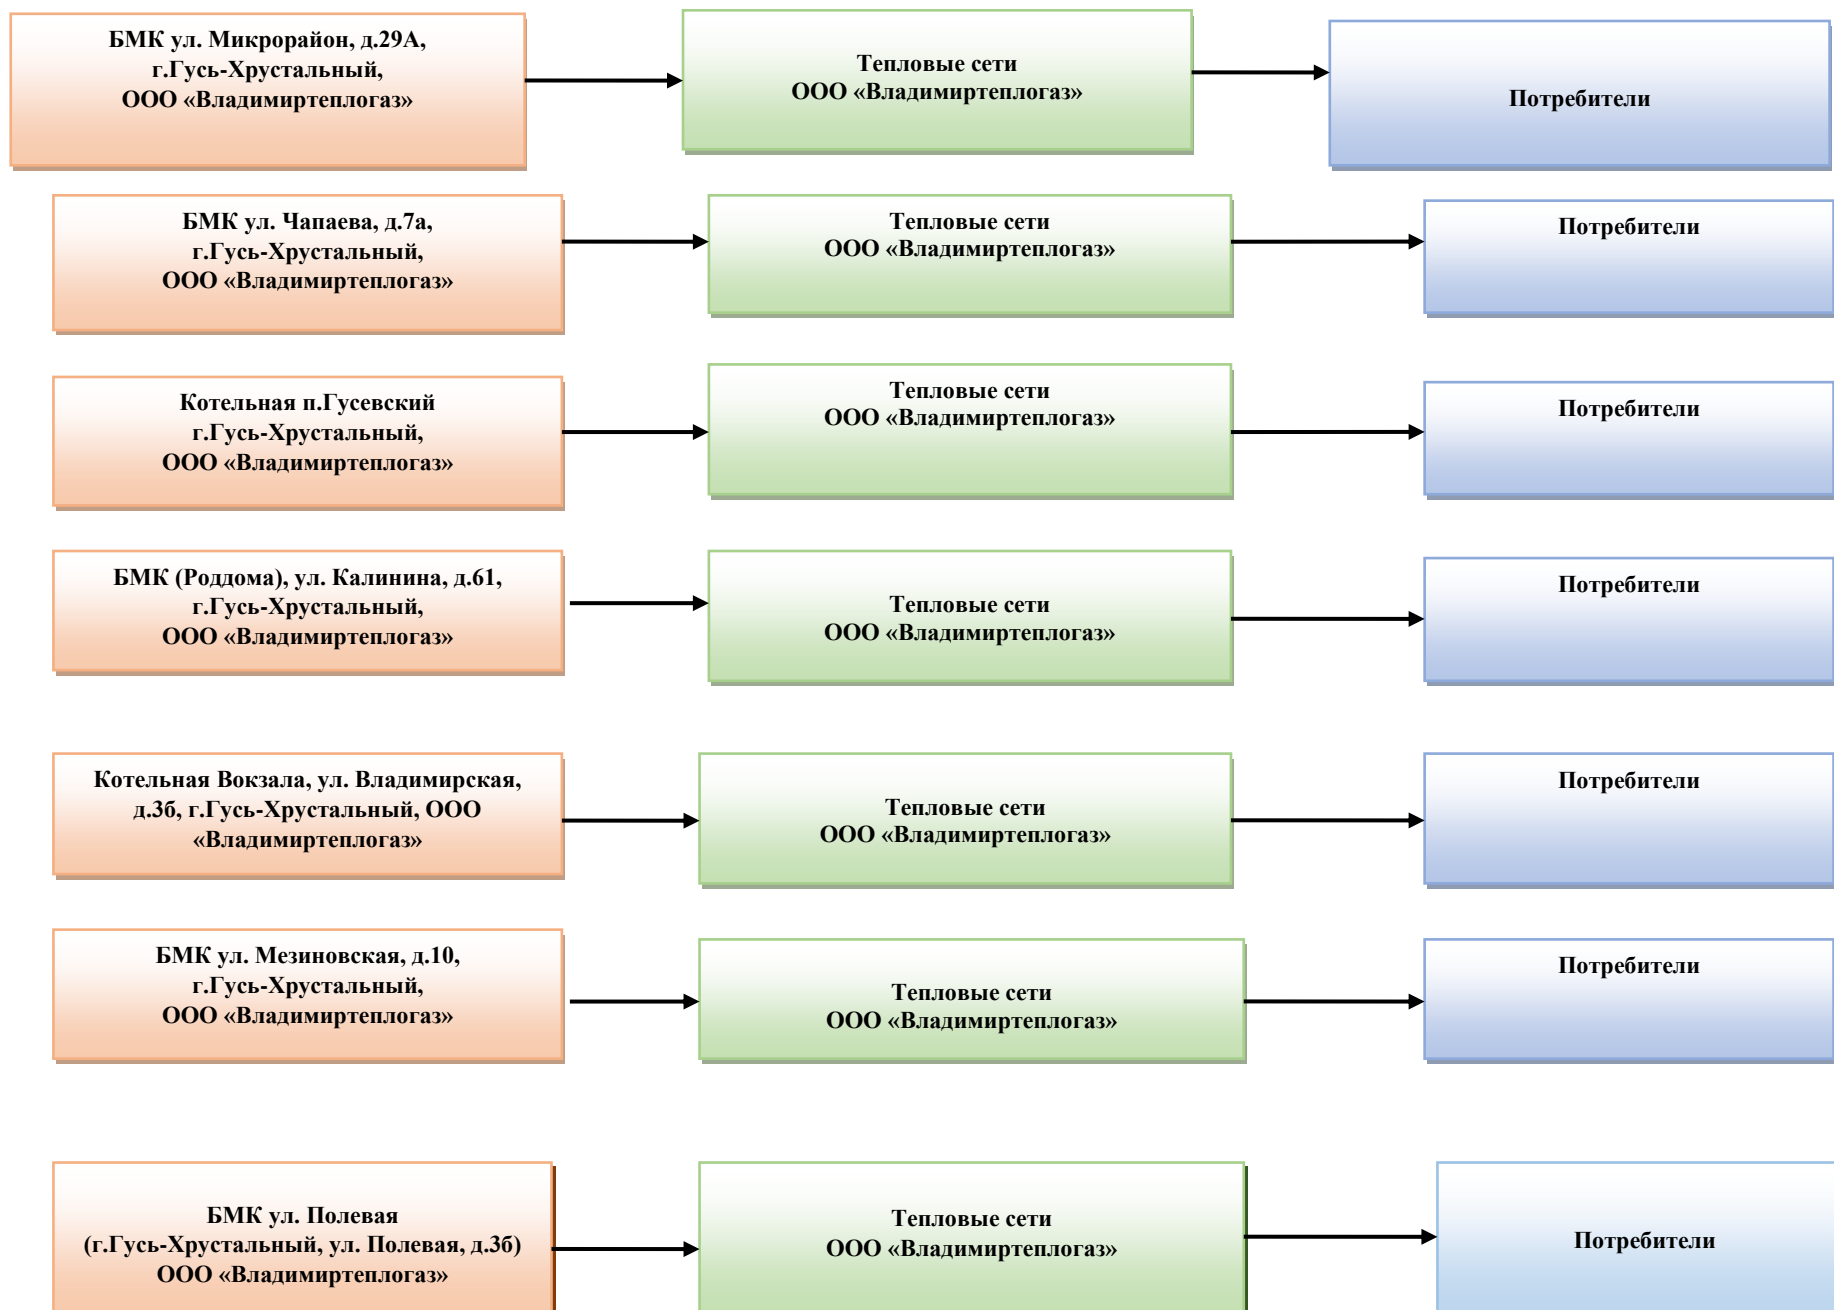 БМК ул. Микрорайон, д.29А,
г.Гусь-Хрустальный,
ООО «Владимиртеплогаз»
Тепловые сети
ООО «Владимиртеплогаз»
Потребители
БМК ул. Чапаева, д.7а,
г.Гусь-Хрустальный,
ООО «Владимиртеплогаз»
Тепловые сети
ООО «Владимиртеплогаз»
Потребители
Котельная п.Гусевский
г.Гусь-Хрустальный,
ООО «Владимиртеплогаз»
Тепловые сети
ООО «Владимиртеплогаз»
Потребители
БМК (Роддома), ул. Калинина, д.61,
г.Гусь-Хрустальный,
ООО «Владимиртеплогаз»
Тепловые сети
ООО «Владимиртеплогаз»
Потребители
Котельная Вокзала, ул. Владимирская,
д.3б, г.Гусь-Хрустальный, ООО
«Владимиртеплогаз»
Тепловые сети
ООО «Владимиртеплогаз»
Потребители
БМК ул. Мезиновская, д.10,
г.Гусь-Хрустальный,
ООО «Владимиртеплогаз»
Тепловые сети
ООО «Владимиртеплогаз»
Потребители
БМК ул. Полевая
(г.Гусь-Хрустальный, ул. Полевая, д.3б)
ООО «Владимиртеплогаз»
Тепловые сети
ООО «Владимиртеплогаз»
Потребители